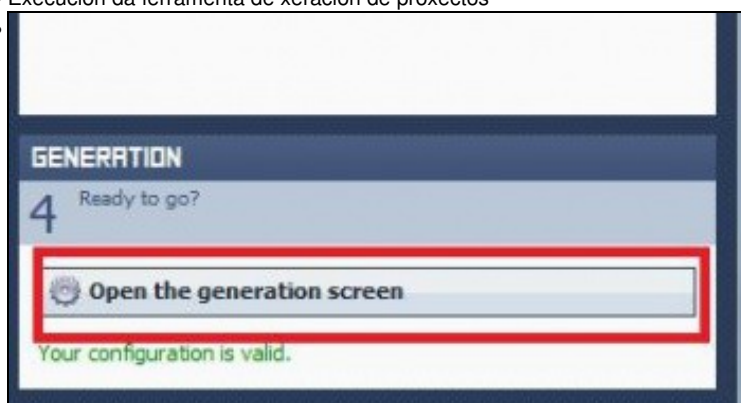 Execución da ferramenta de xeración de proxectos
GENERATION
4 Ready to go?
Open the generation screen
Your configuration is valid.